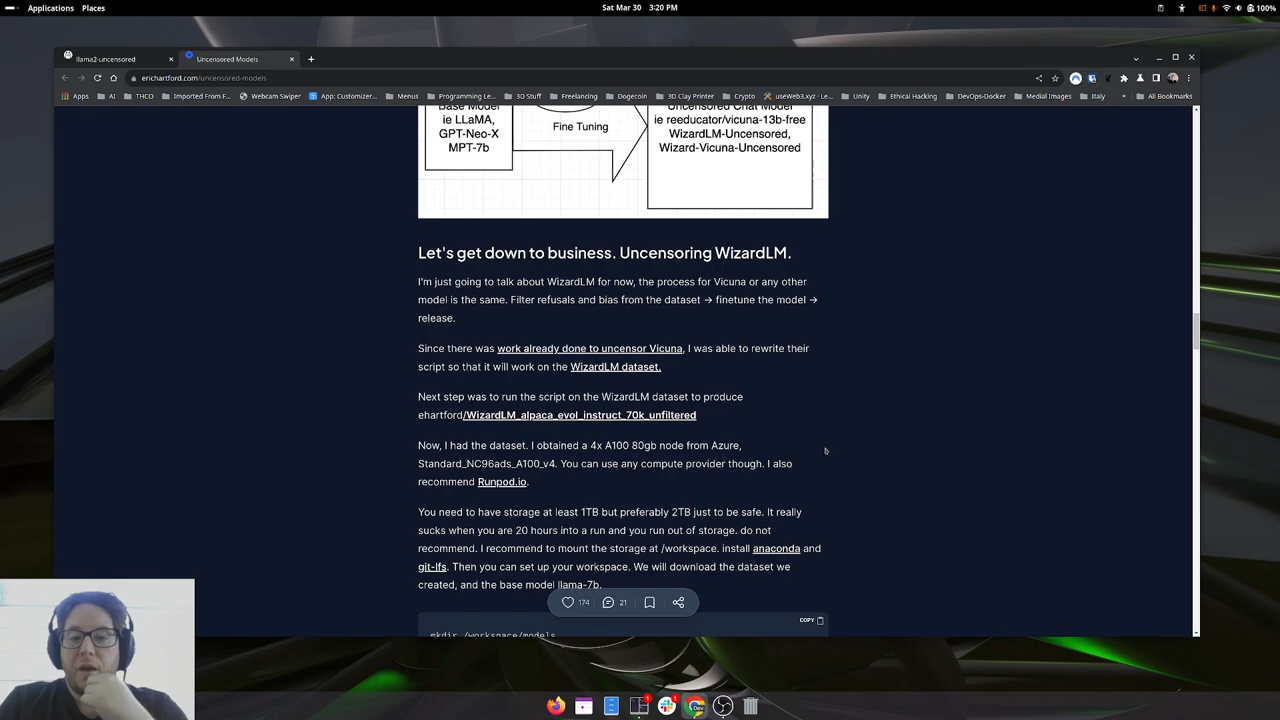 Applications Places
Sat Mar 30 3:20 PM
100%
llama2-uncensored
Uncensored Models
erichartford.com/uncensored-models
Apps AI THCO Imported From F... Webcam Swiper App: Customizer... Menus Programming Le... 3D Stuff Freelancing Dogecoin 3D Clay Printer Crypto useWeb3.xyz - Le... Unity Ethical Hacking DevOps-Docker Medial Images Italy All Bookmarks
Base Model
ie LLaMA,
GPT-Neo-X
MPT-7b
Fine Tuning
Uncensored Chat Model
ie reeducator/vicuna-13b-free
WizardLM-Uncensored,
Wizard-Vicuna-Uncensored
Let's get down to business. Uncensoring WizardLM.
I'm just going to talk about WizardLM for now, the process for Vicuna or any other
model is the same. Filter refusals and bias from the dataset → finetune the model →
release.
Since there was work already done to uncensor Vicuna, I was able to rewrite their
script so that it will work on the WizardLM dataset.
Next step was to run the script on the WizardLM dataset to produce
ehartford/WizardLM_alpaca_evol_instruct_70k_unfiltered
Now, I had the dataset. I obtained a 4x A100 80gb node from Azure,
Standard_NC96ads_A100_v4. You can use any compute provider though. I also
recommend Runpod.io.
You need to have storage at least 1TB but preferably 2TB just to be safe. It really
sucks when you are 20 hours into a run and you run out of storage. do not
recommend. I recommend to mount the storage at /workspace. install anaconda and
git-lfs. Then you can set up your workspace. We will download the dataset we
created, and the base model llama-7b.
174 21
COPY
mkdir /workspace/models
1 1
Dev